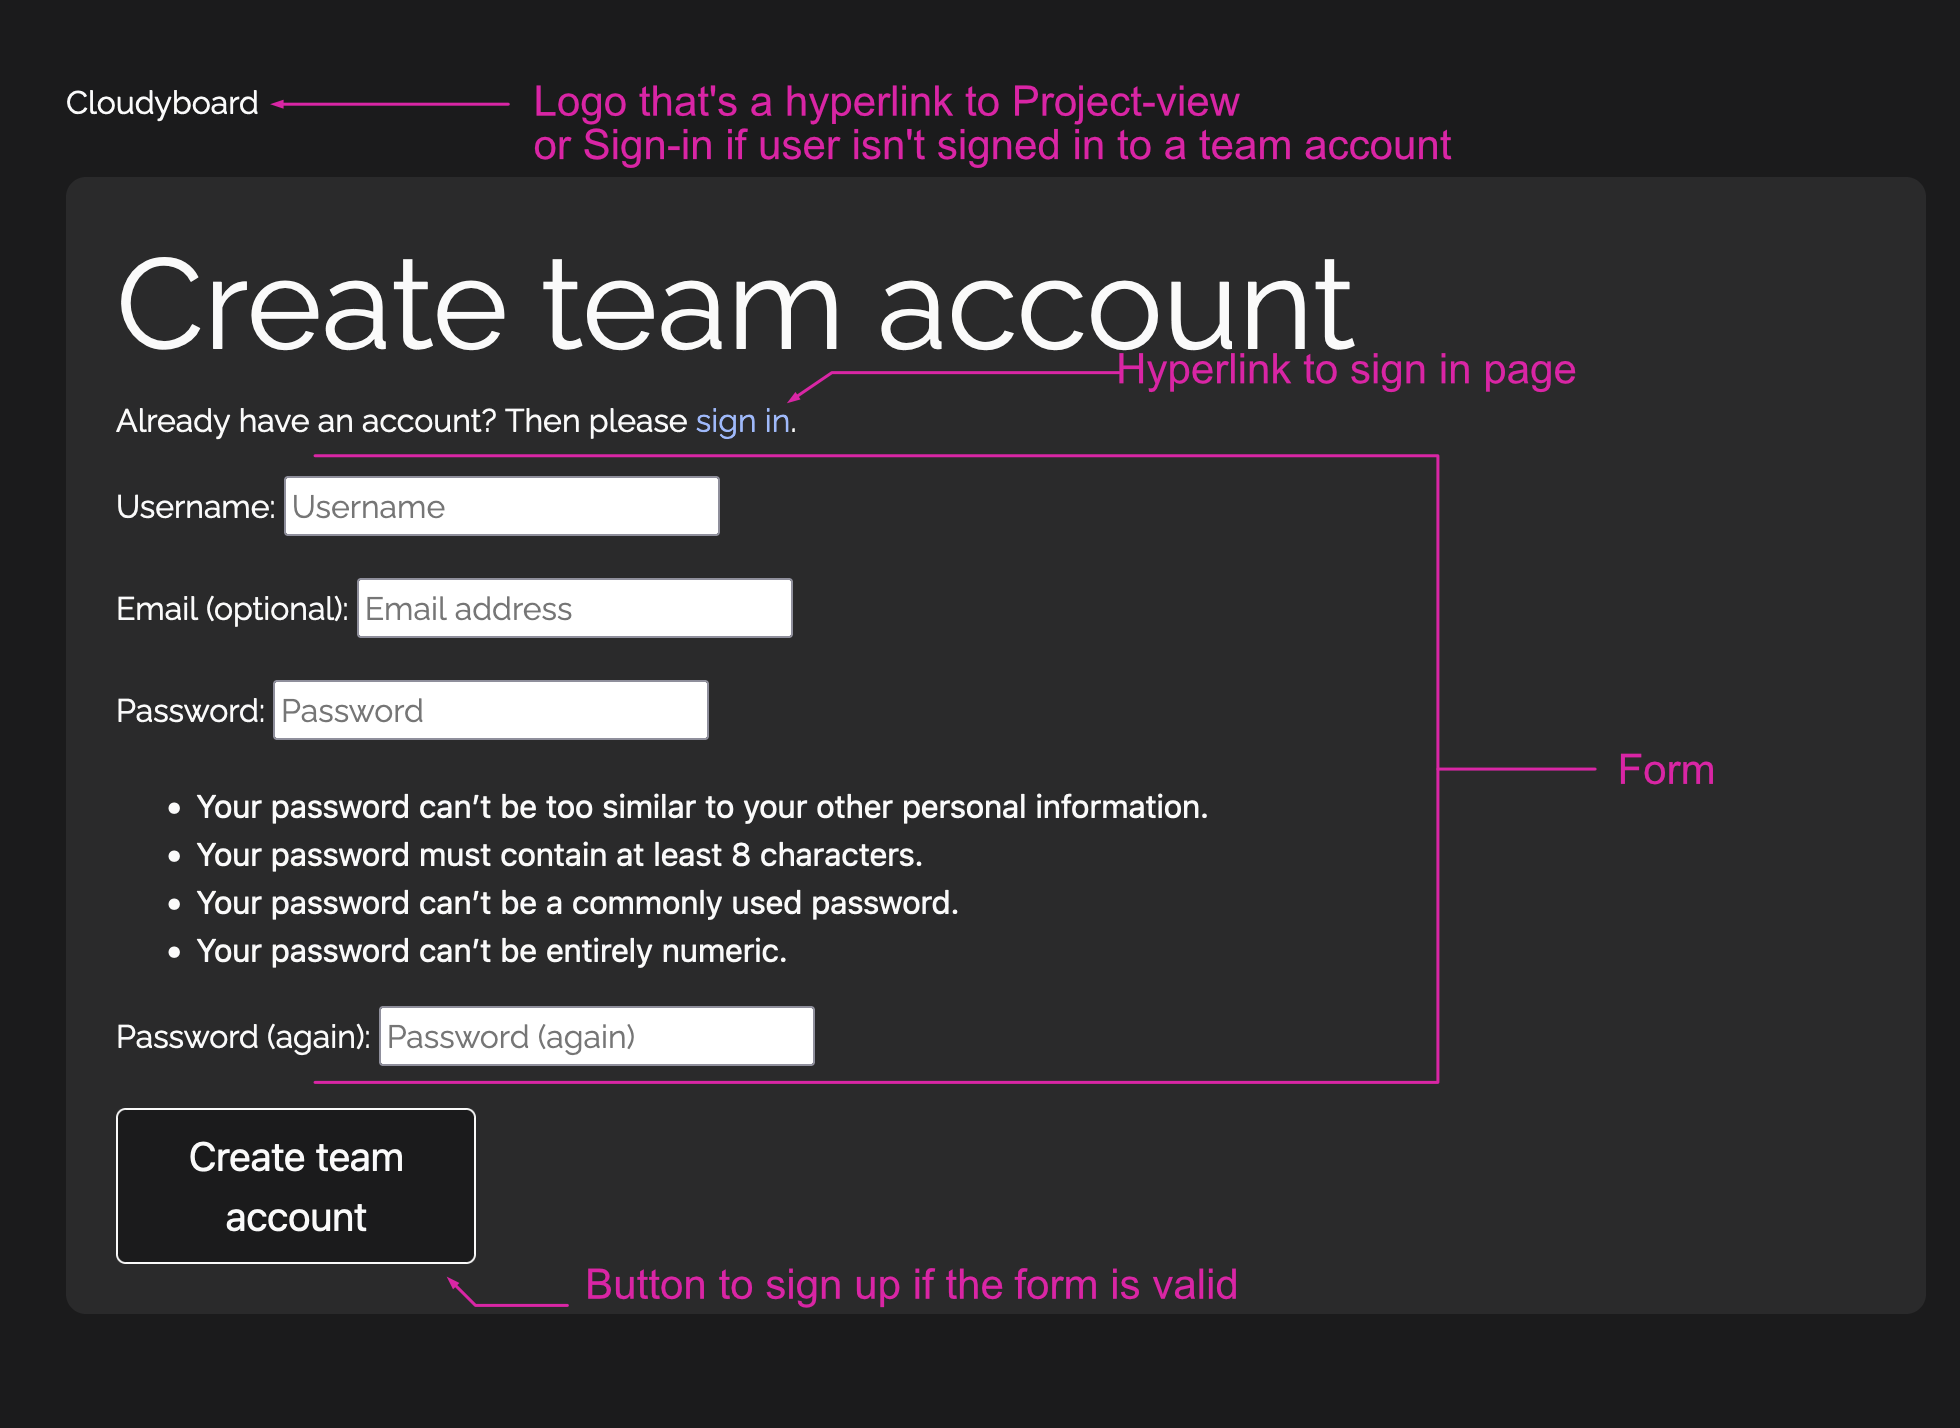 Cloudyboard
Logo that's a hyperlink to Project-view
or Sign-in if user isn't signed in to a team account
Create team account
Hyperlink to sign in page
Already have an account? Then please sign in.
Username: Username
Email (optional): Email address
Password: Password
Form
• Your password can’t be too similar to your other personal information.
• Your password must contain at least 8 characters.
• Your password can’t be a commonly used password.
• Your password can’t be entirely numeric.
Password (again): Password (again)
Create team
account
Button to sign up if the form is valid